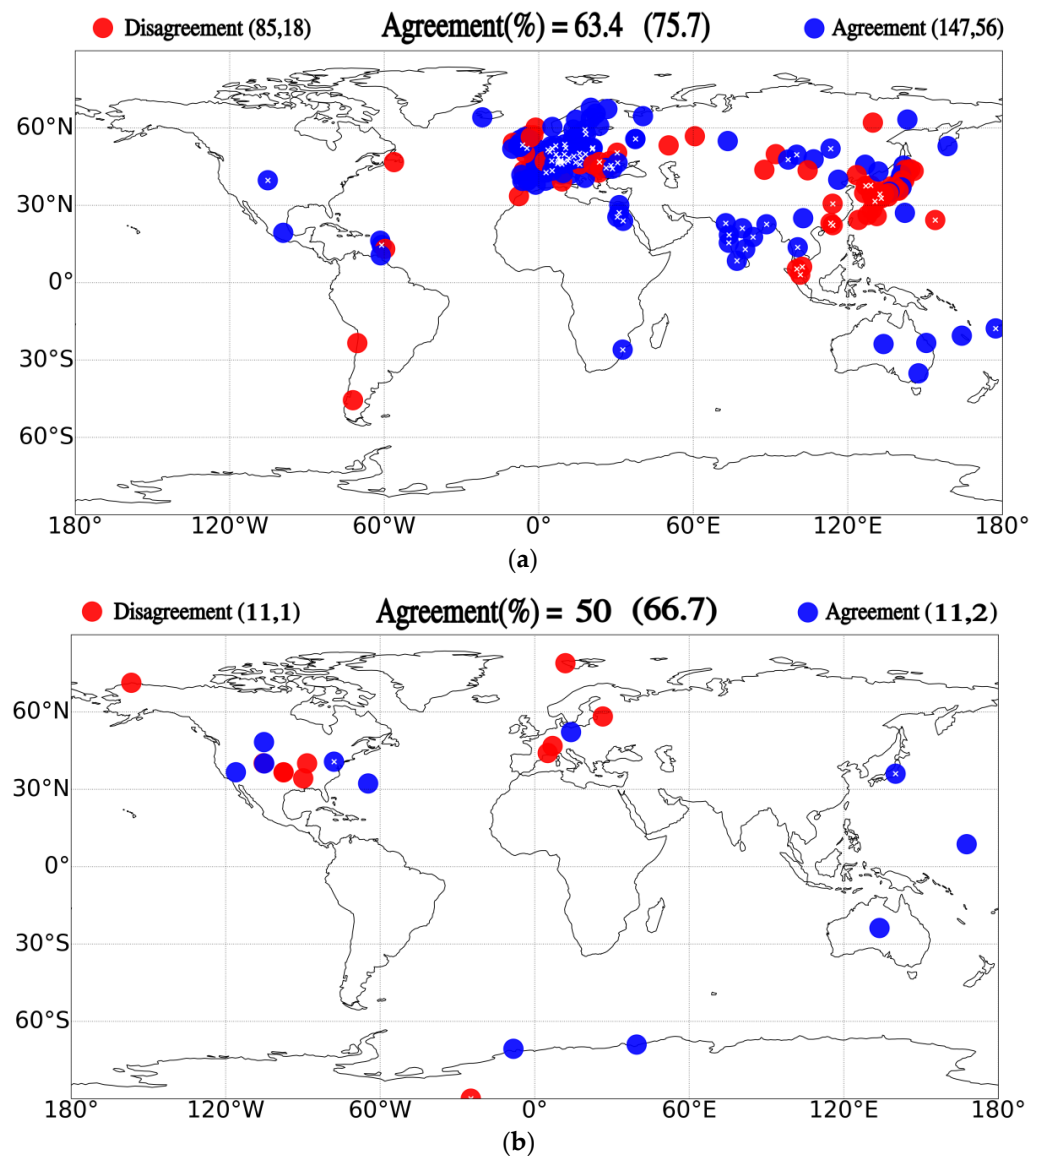 Disagreement (85,18) Agreement(%) = 63.4 (75.7) Agreement (147,56)
60°N
30°N
0°
30°S
60°S
180° 120°W 60°W 0° 60°E 120°E 180°
(a)
Disagreement (11,1) Agreement(%) = 50 (66.7) Agreement (11,2)
60°N
30°N
0°
30°S
60°S
180° 120°W 60°W 0° 60°E 120°E 180°
(b)